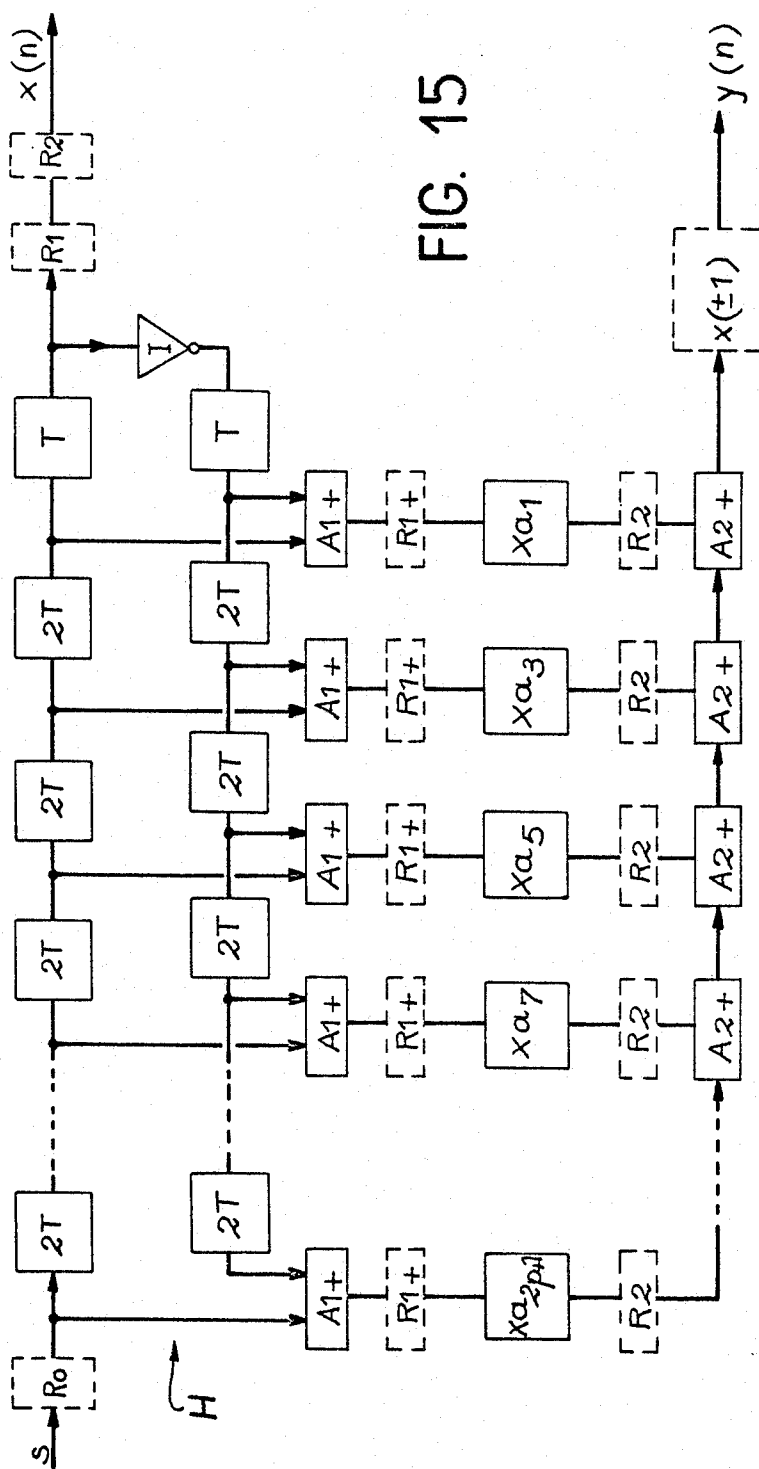 S R0 2T 2T 2T 2T T R1 R2 x(n)
I
H 2T 2T 2T 2T T
A1+ A1+ A1+ A1+ A1+
R1+ R1+ R1+ R1+ R1+
xa2p+1 xa7 xa5 xa3 xa1
R2 R2 R2 R2 R2
A2+ A2+ A2+ A2+ x(±1) y(n)
FIG. 15